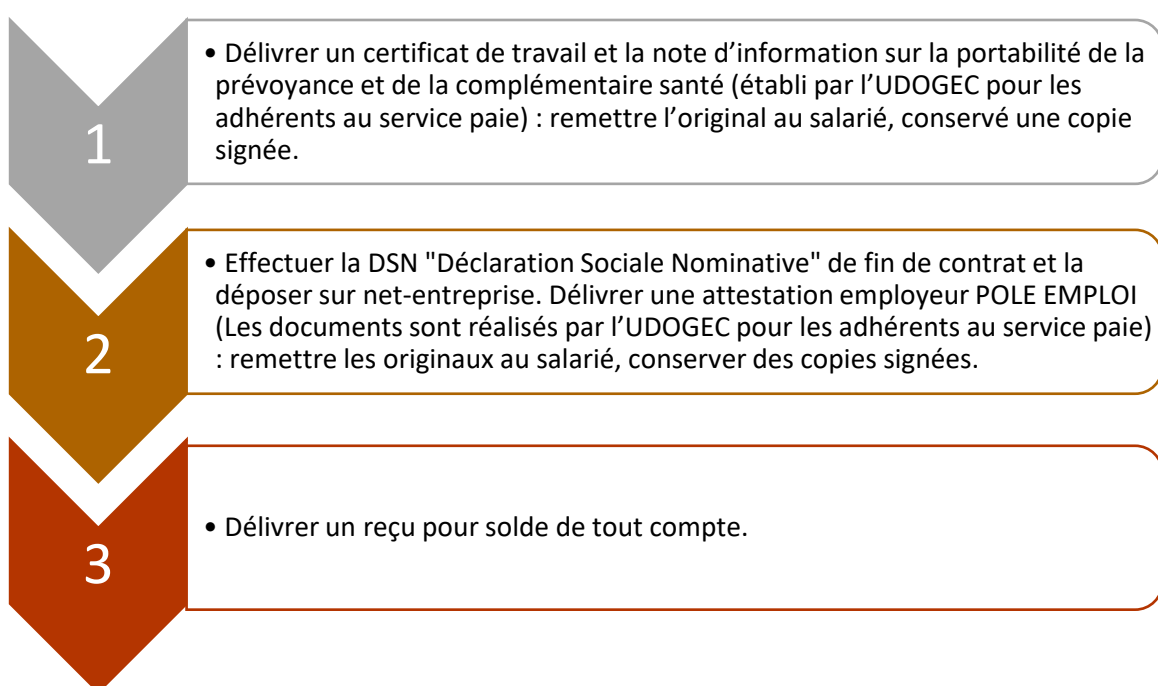 1
• Délivrer un certificat de travail et la note d’information sur la portabilité de la
prévoyance et de la complémentaire santé (établi par l’UDOGEC pour les
adhérents au service paie) : remettre l’original au salarié, conservé une copie
signée.
2
• Effectuer la DSN "Déclaration Sociale Nominative" de fin de contrat et la
déposer sur net-entreprise. Délivrer une attestation employeur POLE EMPLOI
(Les documents sont réalisés par l’UDOGEC pour les adhérents au service paie)
: remettre les originaux au salarié, conserver des copies signées.
3
• Délivrer un reçu pour solde de tout compte.